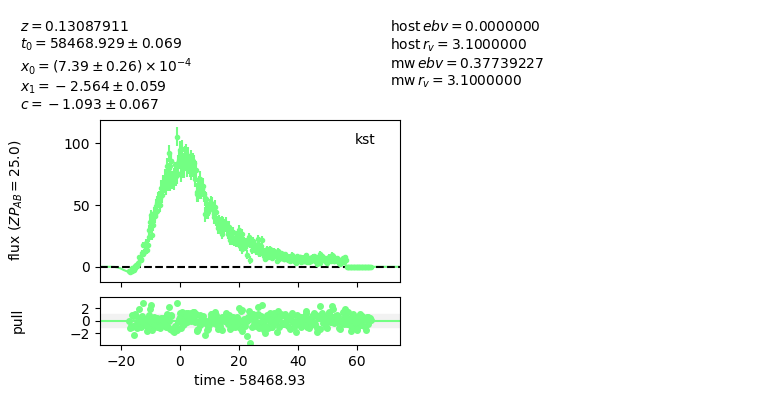 z = 0.13087911
t₀ = 58468.929 ± 0.069
x₀ = (7.39 ± 0.26) × 10⁻⁴
x₁ = −2.564 ± 0.059
c = −1.093 ± 0.067
host ebv = 0.0000000
host r_v = 3.1000000
mw ebv = 0.37739227
mw r_v = 3.1000000
kst
flux (ZP_AB = 25.0)
100
50
0
pull
2
0
−2
−20
0
20
40
60
time - 58468.93